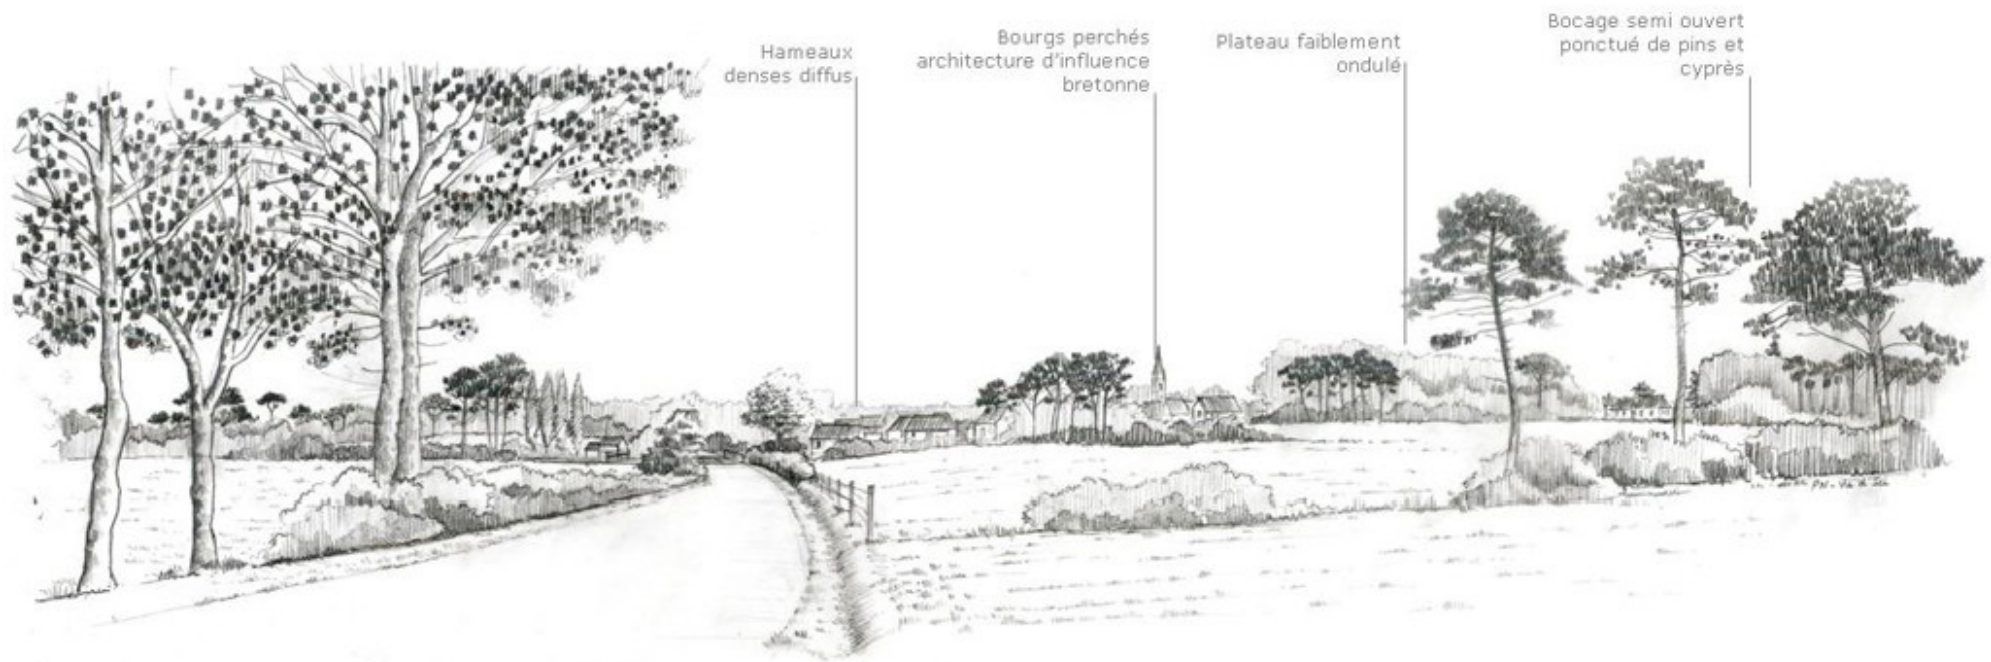 Hameaux
denses diffus
Bourgs perchés
architecture d'influence
bretonne
Plateau faiblement
ondulé
Bocage semi ouvert
ponctué de pins et
cyprès